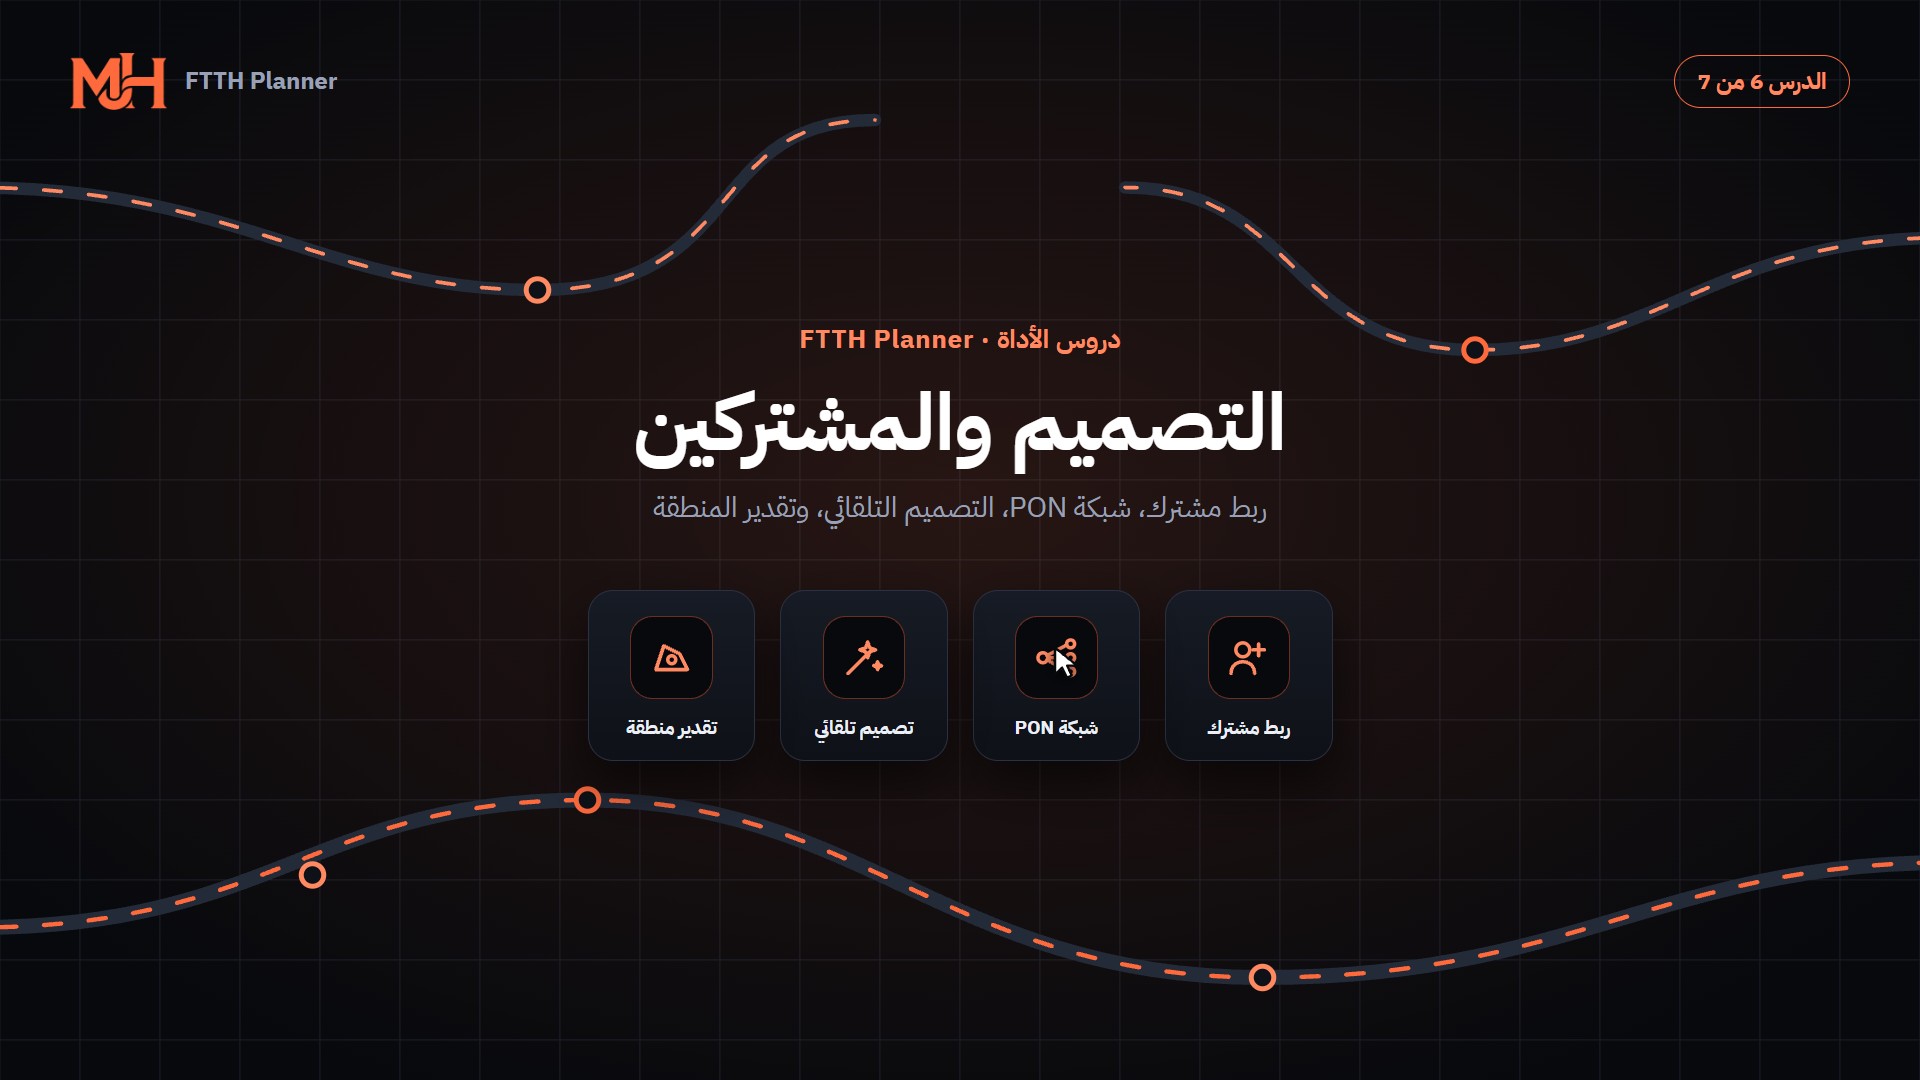 MJH FTTH Planner
الدرس 6 من 7
دروس الأداة · FTTH Planner
التصميم والمشتركين
ربط مشترك، شبكة PON، التصميم التلقائي، وتقدير المنطقة
ربط مشترك
شبكة PON
تصميم تلقائي
تقدير منطقة